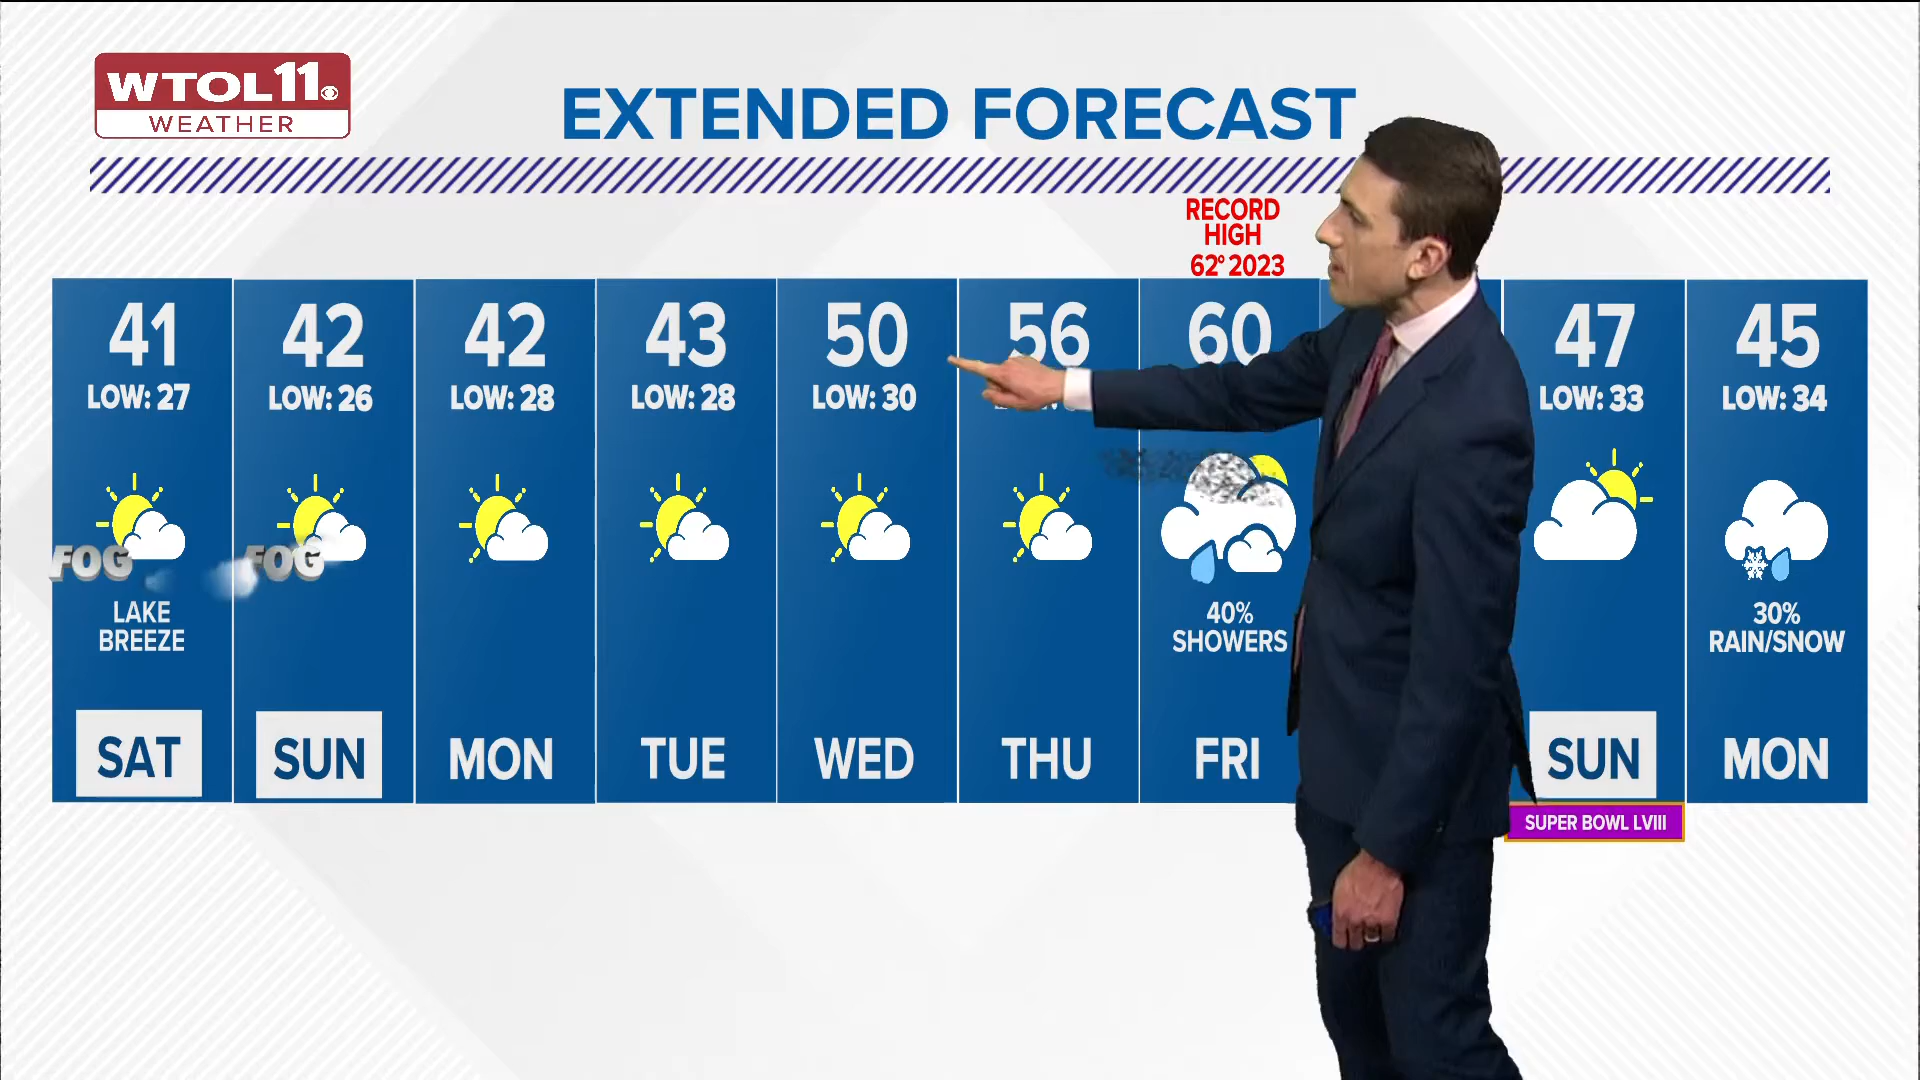 WTOL 11
WEATHER
EXTENDED FORECAST
RECORD
HIGH
62° 2023
41
LOW: 27
FOG
LAKE
BREEZE
SAT
42
LOW: 26
FOG
SUN
42
LOW: 28
MON
43
LOW: 28
TUE
50
LOW: 30
WED
56
THU
60
40%
SHOWERS
FRI
47
LOW: 33
SUN
SUPER BOWL LVIII
45
LOW: 34
30%
RAIN/SNOW
MON